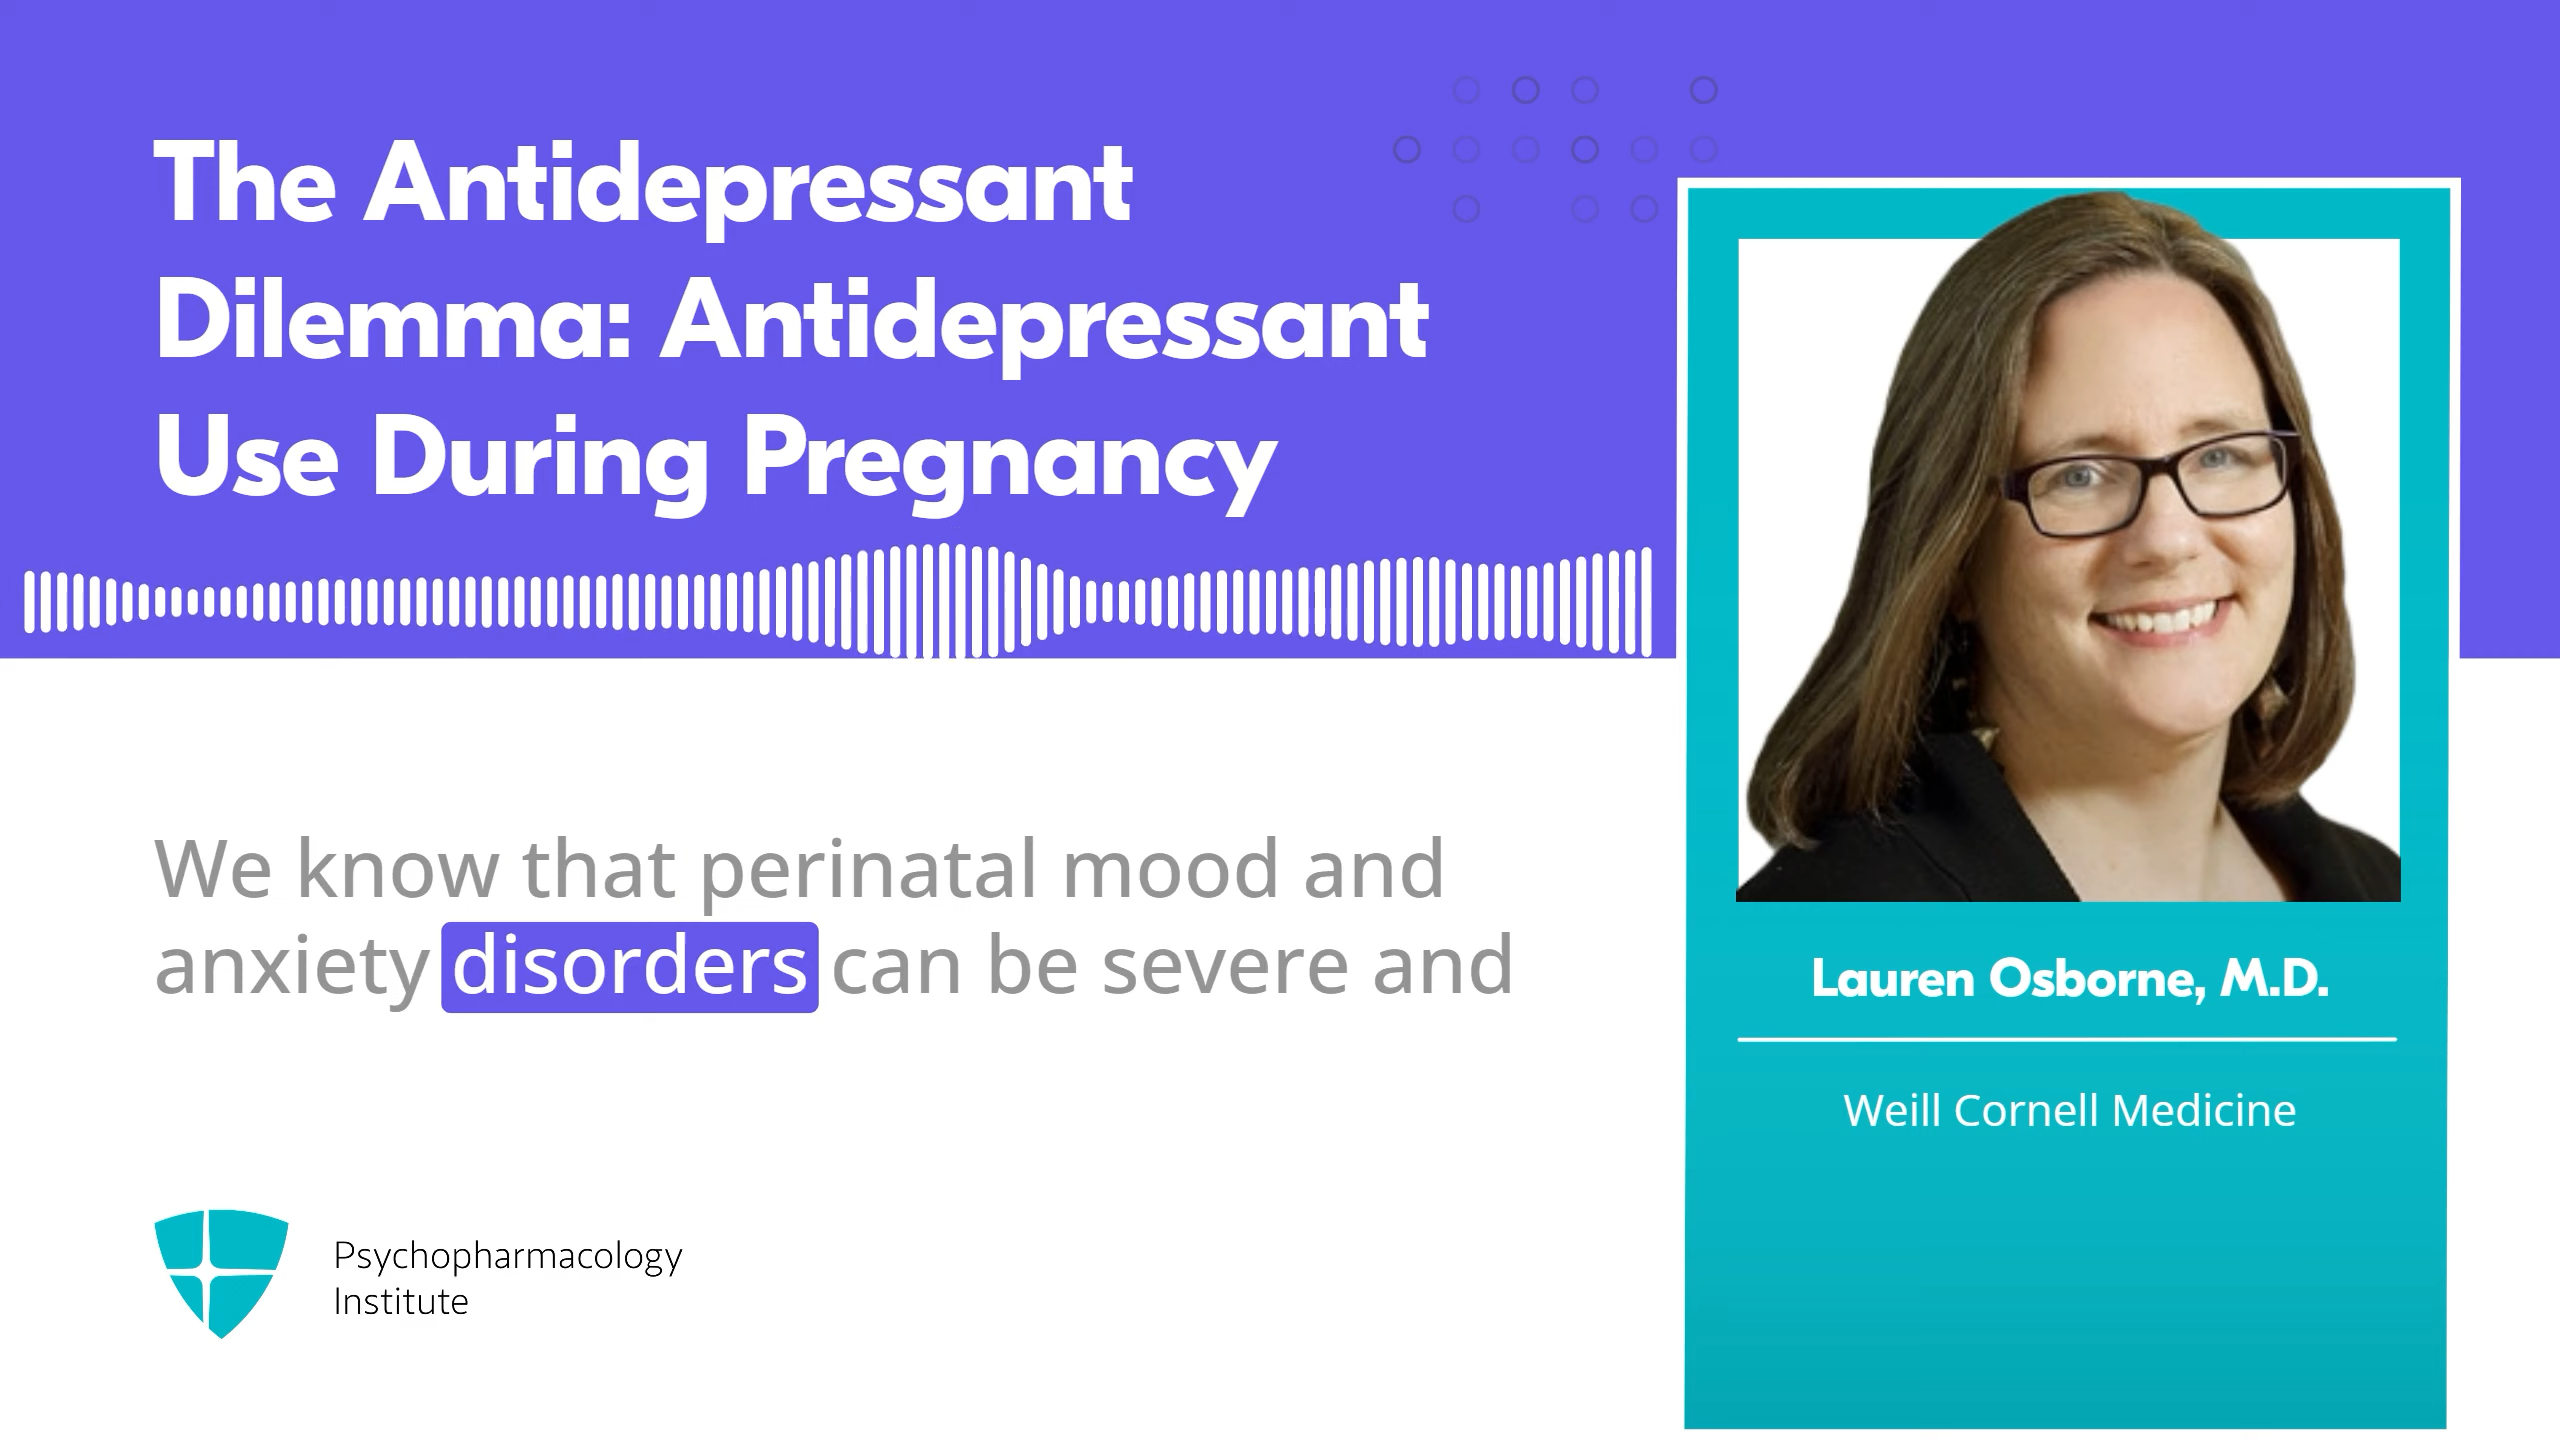 The Antidepressant
Dilemma: Antidepressant
Use During Pregnancy
We know that perinatal mood and
anxiety disorders can be severe and
Lauren Osborne, M.D.
Weill Cornell Medicine
Psychopharmacology
Institute